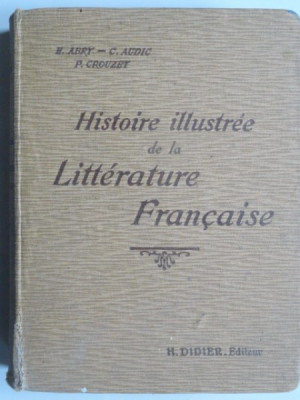 E. ABRY — C. AUDIC
P. CROUZET
Histoire illustrée
de la
Littérature
Française
H. DIDIER, Éditeur